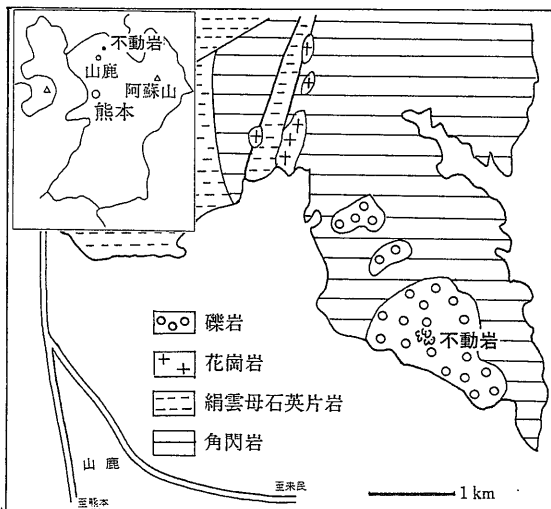 不動岩
山鹿
阿蘇山
熊本
不動岩
礫岩
花崗岩
絹雲母石英片岩
角閃岩
山鹿
至熊本
至来民
1 km